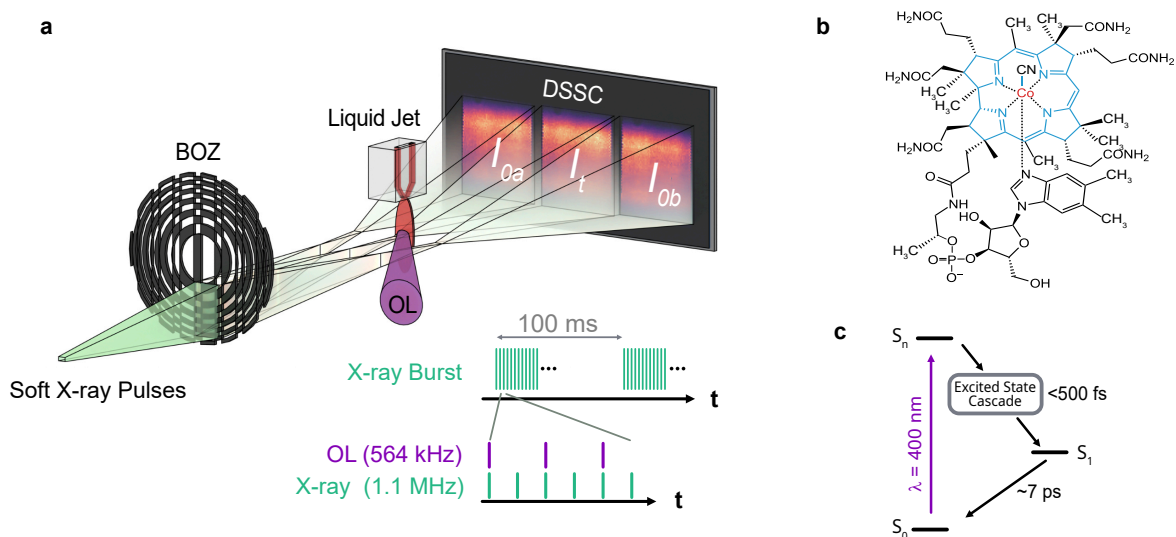 a
BOZ
Liquid Jet
DSSC
I0a
It
I0b
OL
Soft X-ray Pulses
100 ms
X-ray Burst
...
...
t
OL (564 kHz)
X-ray (1.1 MHz)
t
b
H2NOC
CH3
CONH2
CONH2
H2NOC
CN
N
N
Co
H3C
H3C
N
N
CH3
CH3
H2NOC
CONH2
CH3
O
NH
N
CH3
N
CH3
HO
CH3
O
O
P
O
O
O−
OH
c
Sn
Excited State
Cascade
<500 fs
λ = 400 nm
S1
~7 ps
S0